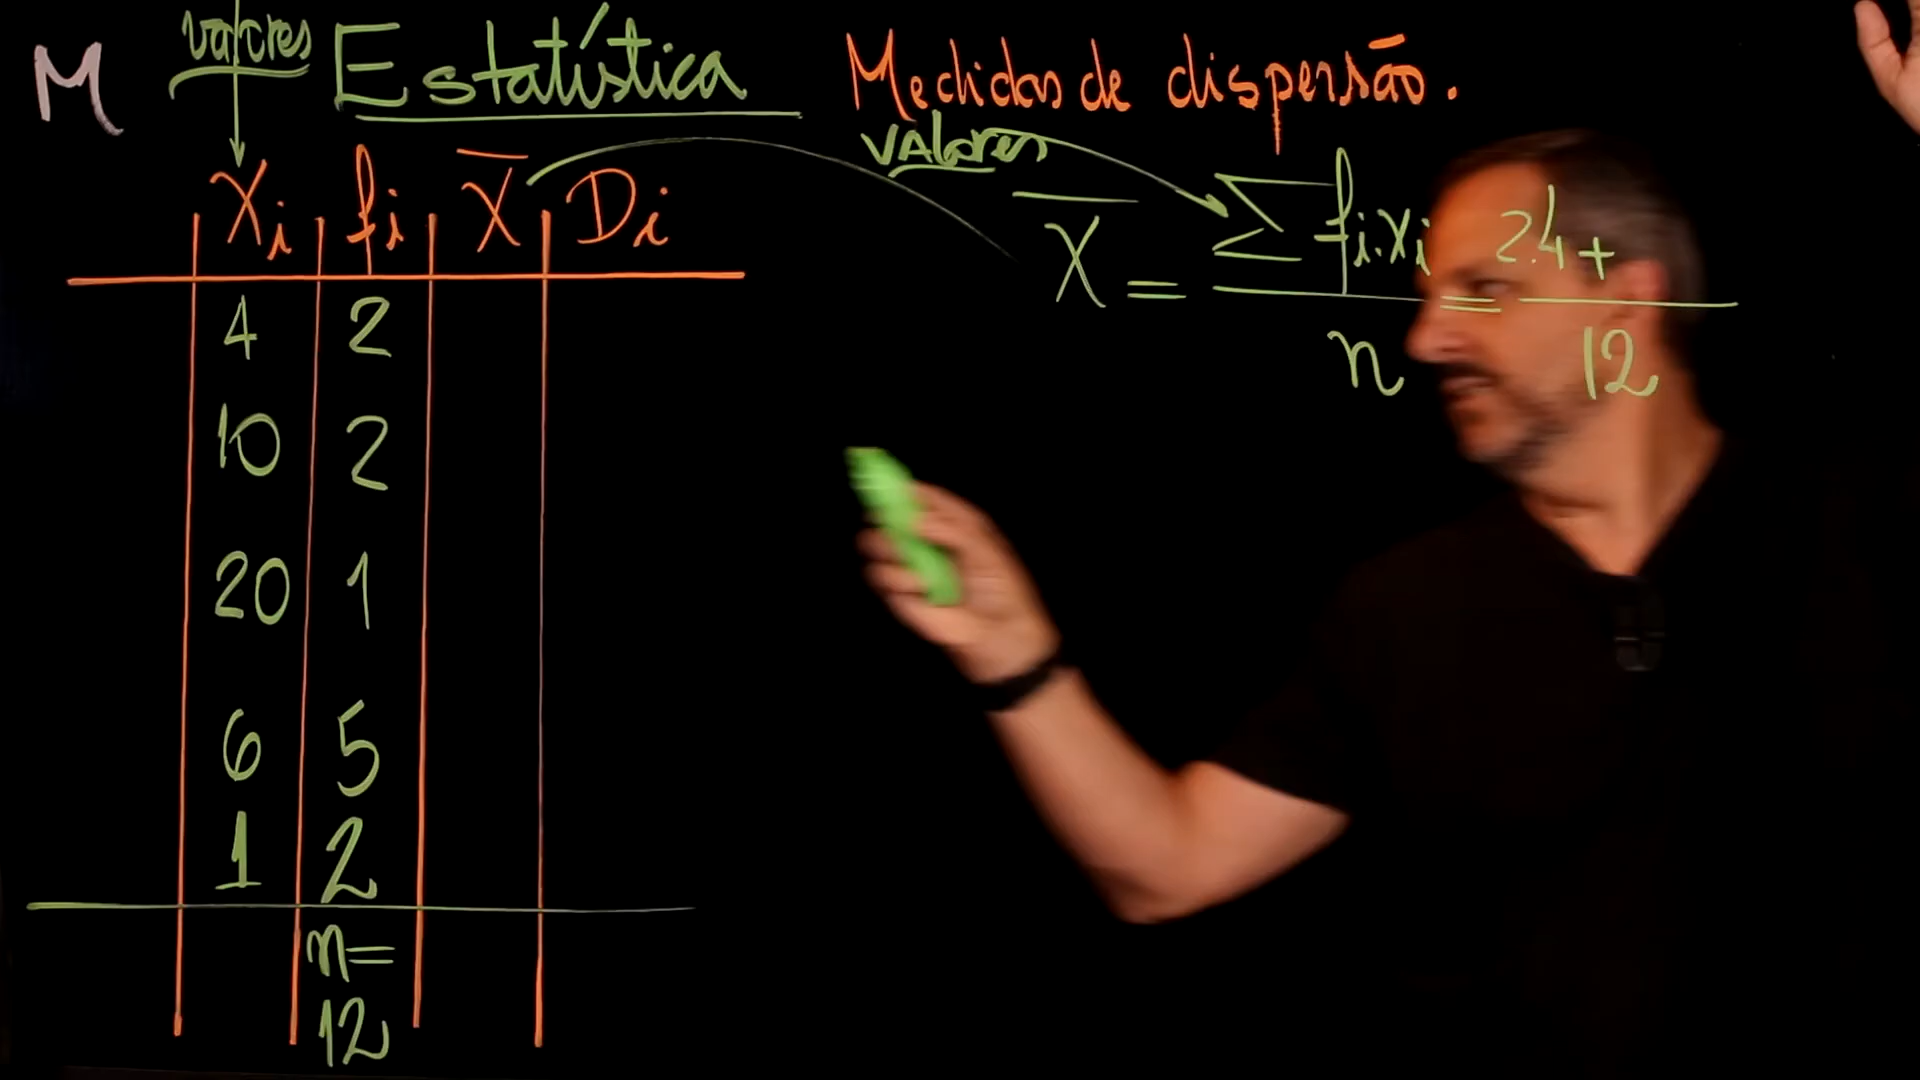 M valores Estatística Medidas de dispersão.
valores
Xi fi X̅ Di
X̅ = Σ fi.xi / n = 2.4 + / 12
4 2
10 2
20 1
6 5
1 2
n=
12